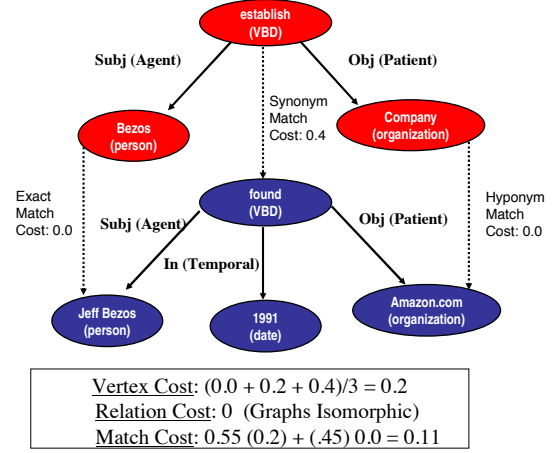 establish
(VBD)
Subj (Agent)
Obj (Patient)
Synonym
Match
Cost: 0.4
Bezos
(person)
Company
(organization)
Exact
Match
Cost: 0.0
found
(VBD)
Hyponym
Match
Cost: 0.0
Subj (Agent)
Obj (Patient)
In (Temporal)
Jeff Bezos
(person)
1991
(date)
Amazon.com
(organization)
Vertex Cost: (0.0 + 0.2 + 0.4)/3 = 0.2
Relation Cost: 0 (Graphs Isomorphic)
Match Cost: 0.55 (0.2) + (.45) 0.0 = 0.11